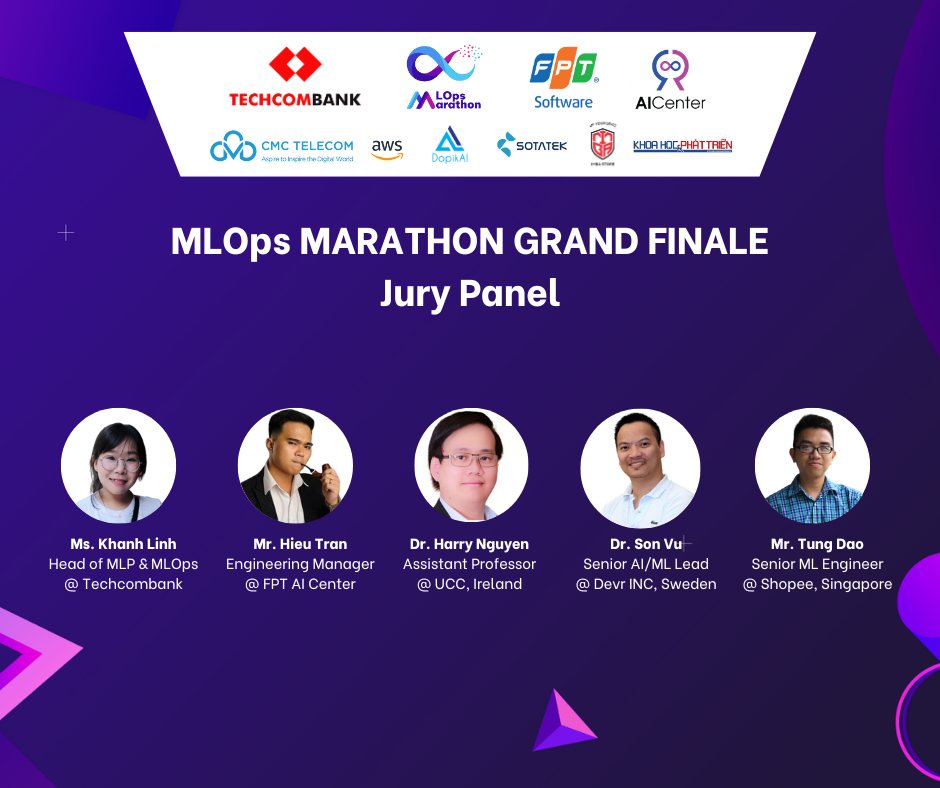 TECHCOMBANK
MLOps
Marathon
FPT
Software
AICenter
CMC TELECOM
Aspire to Inspire the Digital World
aws
DopikAI
SOTATEK
KHOA HỌC&PHÁT TRIỂN
MLOps MARATHON GRAND FINALE
Jury Panel
Ms. Khanh Linh
Head of MLP & MLOps
@ Techcombank
Mr. Hieu Tran
Engineering Manager
@ FPT AI Center
Dr. Harry Nguyen
Assistant Professor
@ UCC, Ireland
Dr. Son Vu
Senior AI/ML Lead
@ Devr INC, Sweden
Mr. Tung Dao
Senior ML Engineer
@ Shopee, Singapore